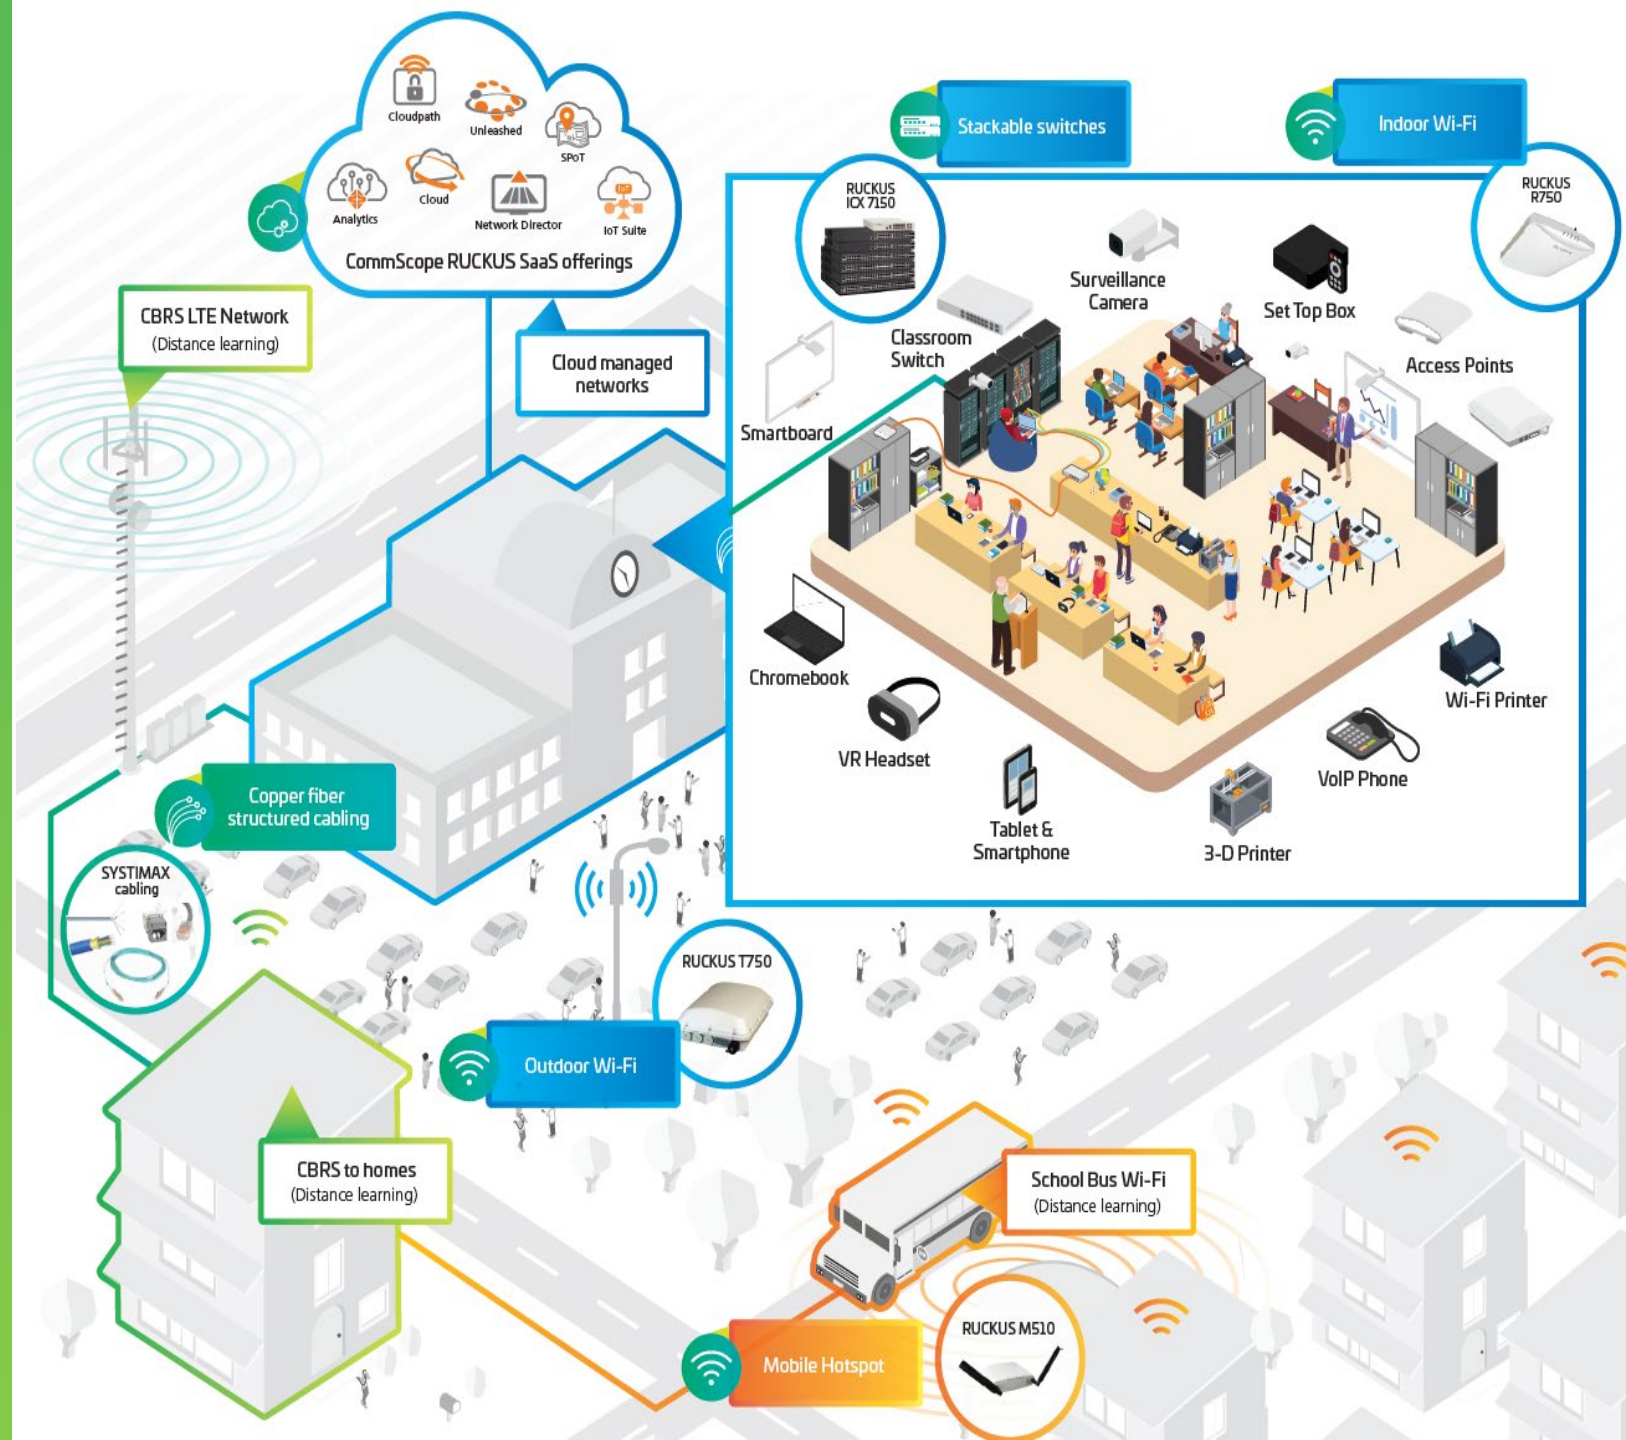 Cloudpath
Unleashed
SPoT
Analytics
Cloud
Network Director
IoT
IoT Suite
CommScope RUCKUS SaaS offerings
CBRS LTE Network
(Distance learning)
Cloud managed
networks
Stackable switches
Indoor Wi-Fi
RUCKUS
ICX 7150
RUCKUS
R750
Surveillance
Camera
Set Top Box
Classroom
Switch
Access Points
Smartboard
Chromebook
VR Headset
Tablet &
Smartphone
3-D Printer
VoIP Phone
Wi-Fi Printer
Copper fiber
structured cabling
SYSTIMAX
cabling
RUCKUS T750
Outdoor Wi-Fi
CBRS to homes
(Distance learning)
School Bus Wi-Fi
(Distance learning)
Mobile Hotspot
RUCKUS M510